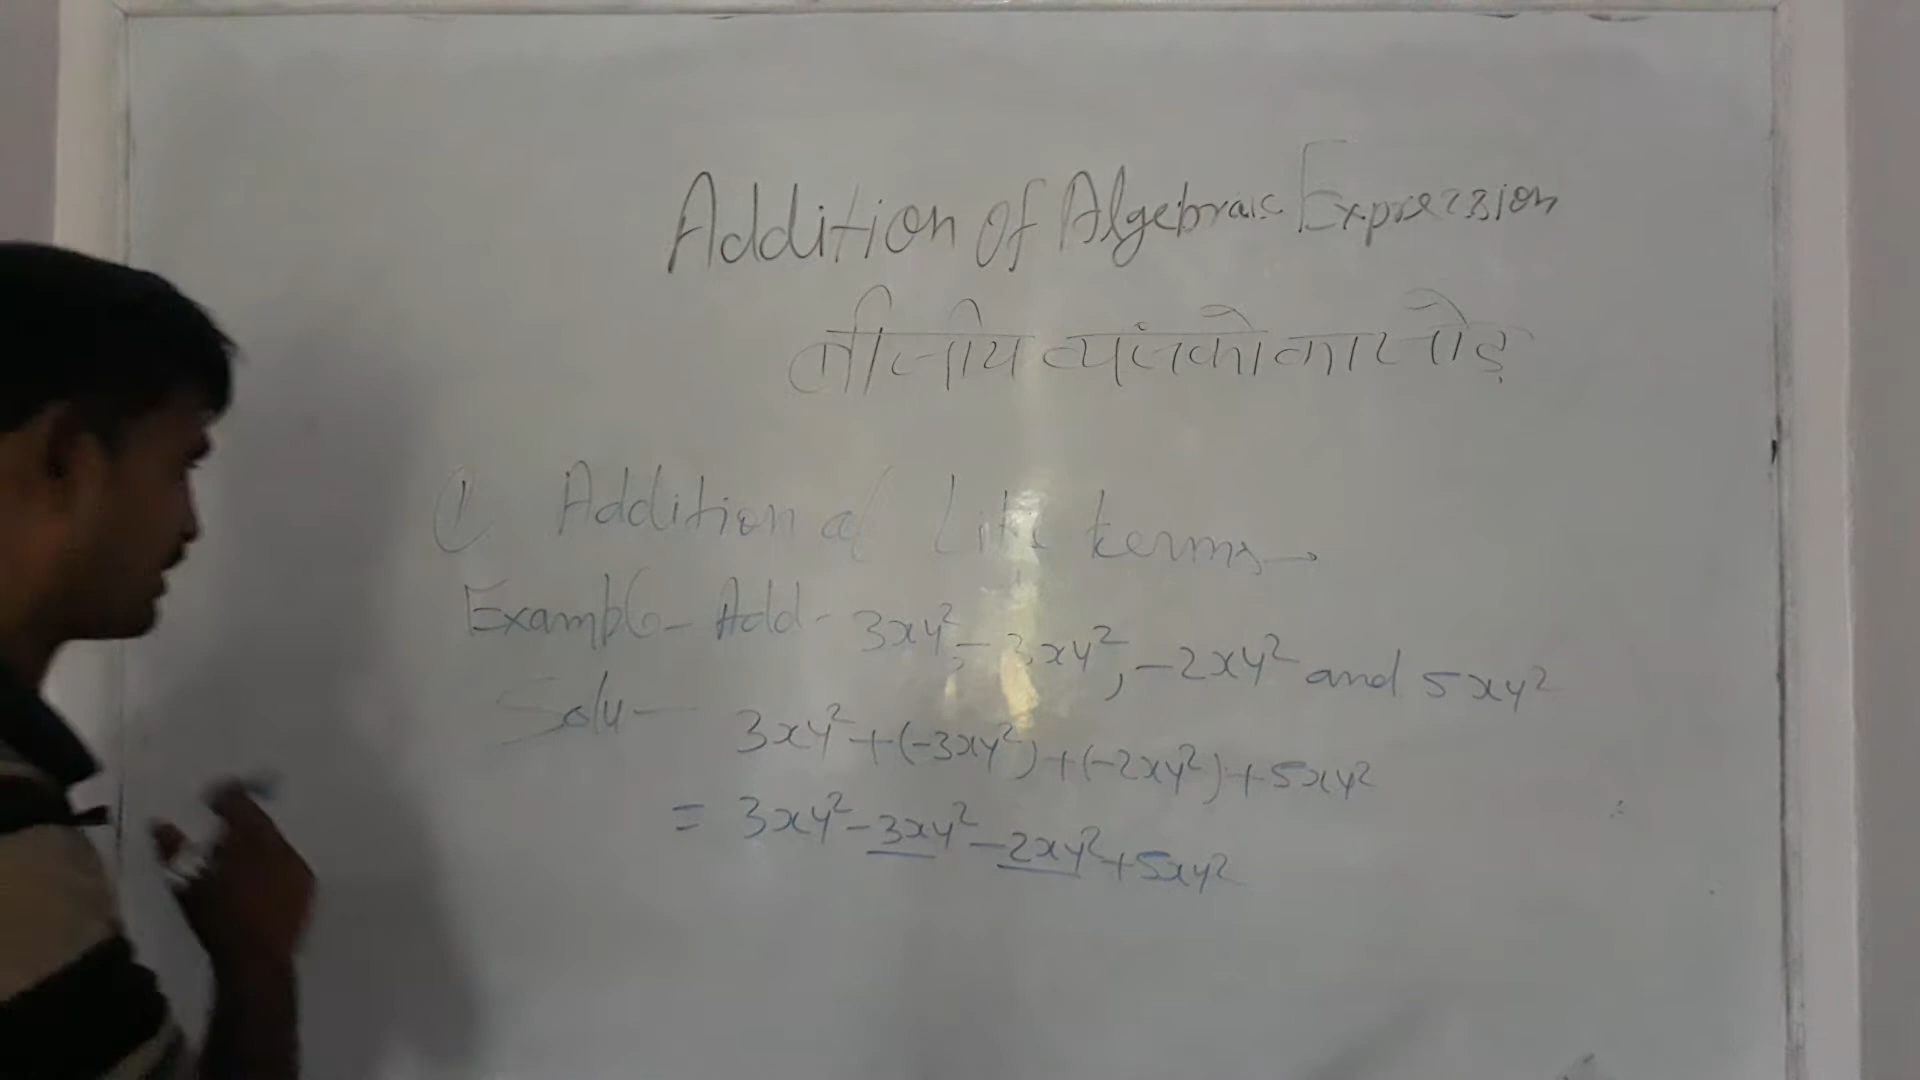 Addition of Algebraic Expression
बीजीय व्यंजको का जोड़
① Addition of Like terms →
Example - Add - 3xy², -3xy², -2xy² and 5xy²
Solu - 3xy² + (-3xy²) + (-2xy²) + 5xy²
= 3xy² - 3xy² - 2xy² + 5xy²